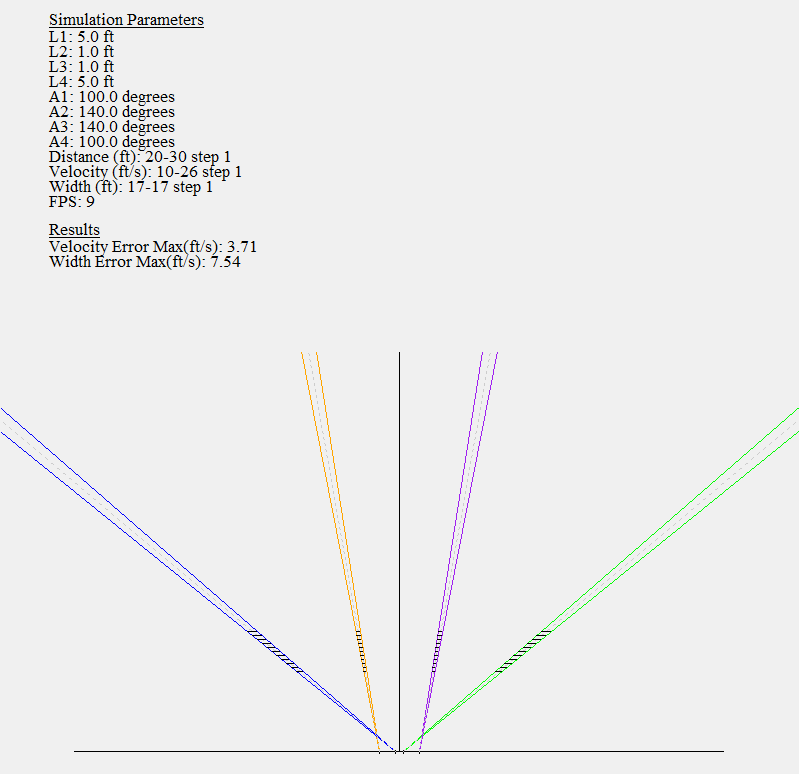 Simulation Parameters
L1: 5.0 ft
L2: 1.0 ft
L3: 1.0 ft
L4: 5.0 ft
A1: 100.0 degrees
A2: 140.0 degrees
A3: 140.0 degrees
A4: 100.0 degrees
Distance (ft): 20-30 step 1
Velocity (ft/s): 10-26 step 1
Width (ft): 17-17 step 1
FPS: 9
Results
Velocity Error Max(ft/s): 3.71
Width Error Max(ft/s): 7.54